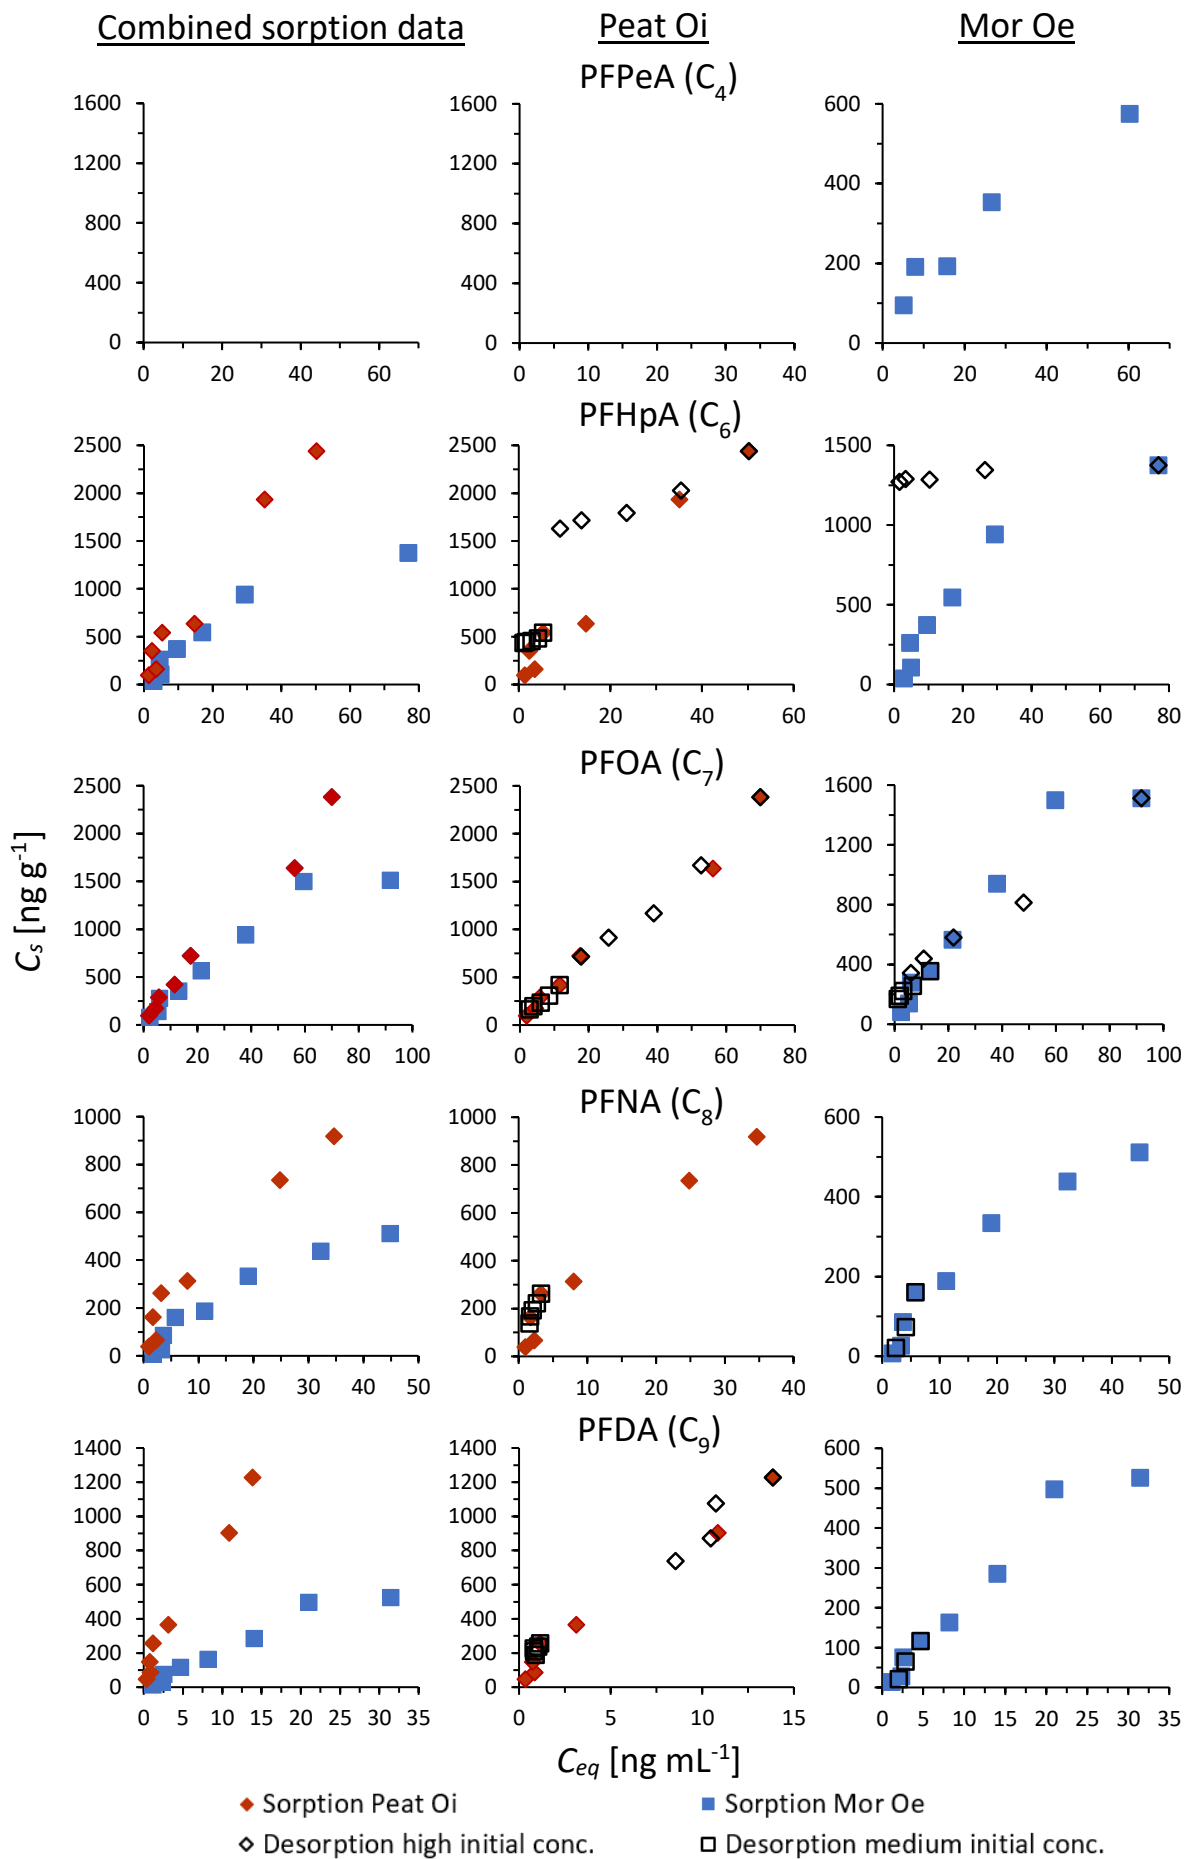 Combined sorption data Peat Oi Mor Oe
PFPeA (C4)
1600 1600 600
1200 1200
400
800 800
200
400 400
0 0 0
0 20 40 60 0 10 20 30 40 0 20 40 60
PFHpA (C6)
2500 2500 1500
2000 2000
1000
1500 1500
1000 1000
500
500 500
0 0 0
0 20 40 60 80 0 20 40 60 0 20 40 60 80
PFOA (C7)
2500 2500 1600
2000 2000
1200
1500 1500
800
1000 1000
400
500 500
0 0 0
0 20 40 60 80 100 0 20 40 60 80 0 20 40 60 80 100
Cs [ng g-1]
PFNA (C8)
1000 1000 600
800 800
400
600 600
400 400
200
200 200
0 0 0
0 10 20 30 40 50 0 10 20 30 40 0 10 20 30 40 50
PFDA (C9)
1400 1400 600
1200 1200 500
1000 1000 400
800 800
300
600 600
200
400 400
200 200 100
0 0 0
0 5 10 15 20 25 30 35 0 5 10 15 0 5 10 15 20 25 30 35
Ceq [ng mL-1]
Sorption Peat Oi Sorption Mor Oe
Desorption high initial conc. Desorption medium initial conc.